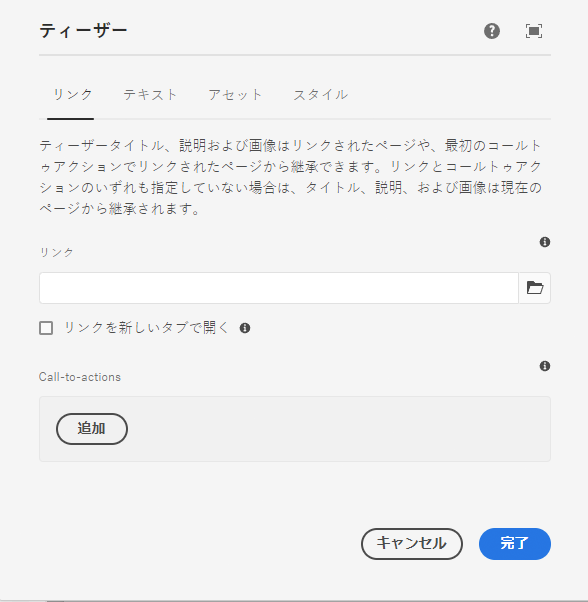 ティーザー
リンク テキスト アセット スタイル
ティーザータイトル、説明および画像はリンクされたページや、最初のコールト
ゥアクションでリンクされたページから継承できます。リンクとコールトゥアク
ションのいずれも指定していない場合は、タイトル、説明、および画像は現在の
ページから継承されます。
リンク
リンクを新しいタブで開く
Call-to-actions
追加
キャンセル 完了